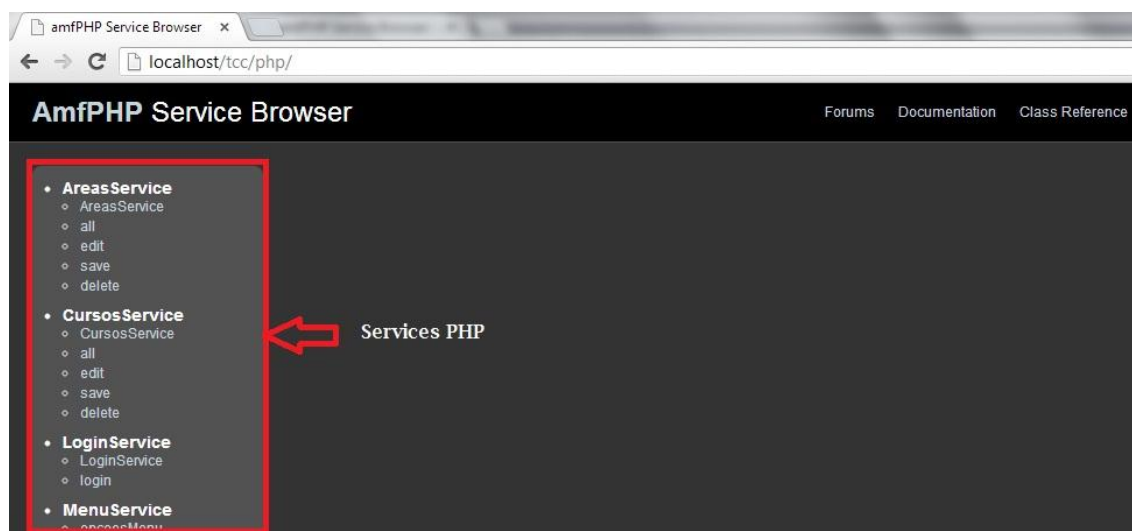 amfPHP Service Browser
localhost/tcc/php/
AmfPHP Service Browser
Forums Documentation Class Reference
AreasService
AreasService
all
edit
save
delete
CursosService
CursosService
all
edit
save
delete
Services PHP
LoginService
LoginService
login
MenuService
opcoesMenu